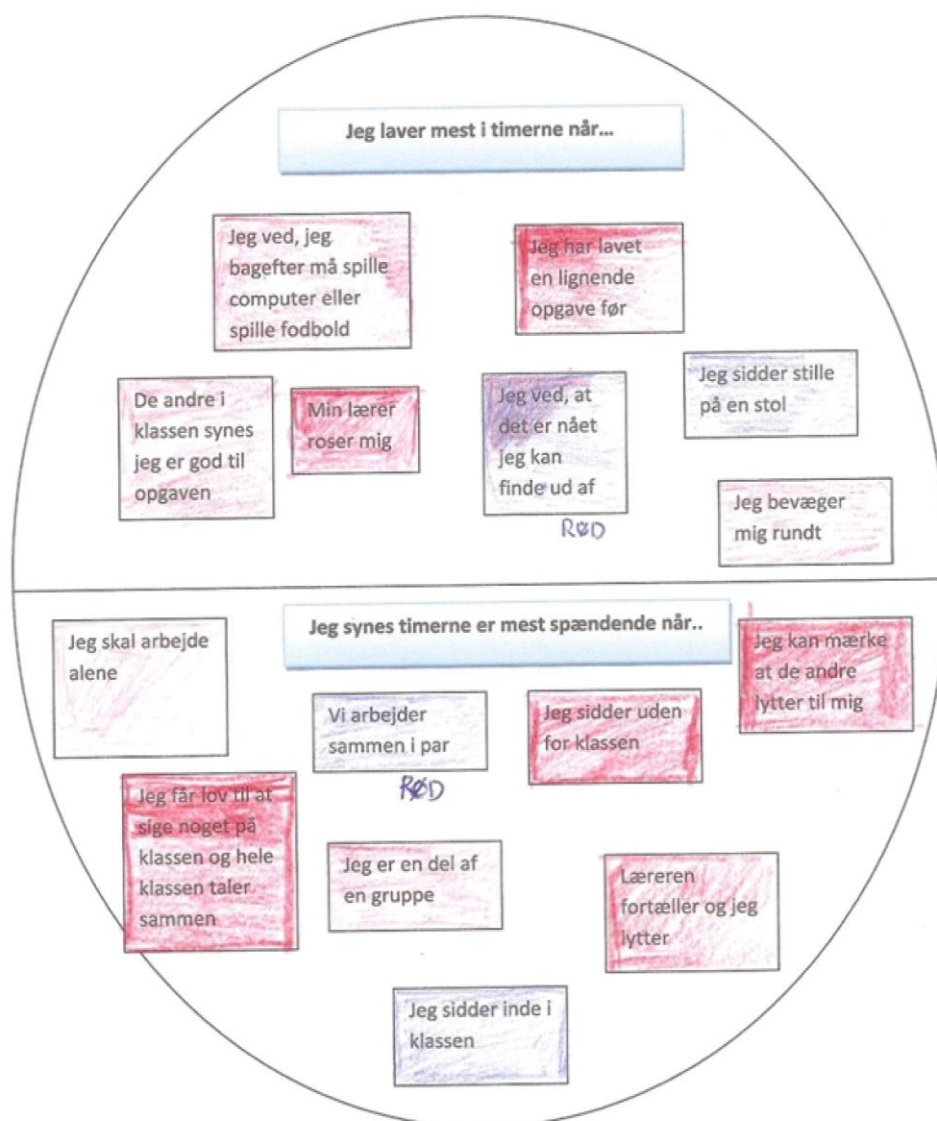 Jeg laver mest i timerne når...
Jeg ved, jeg
bagefter må spille
computer eller
spille fodbold
Jeg har lavet
en lignende
opgave før
De andre i
klassen synes
jeg er god til
opgaven
Min lærer
roser mig
Jeg ved, at
det er nået
jeg kan
finde ud af
RØD
Jeg sidder stille
på en stol
Jeg bevæger
mig rundt
Jeg synes timerne er mest spændende når..
Jeg skal arbejde
alene
Vi arbejder
sammen i par
RØD
Jeg sidder uden
for klassen
Jeg kan mærke
at de andre
lytter til mig
Jeg får lov til at
sige noget på
klassen og hele
klassen taler
sammen
Jeg er en del af
en gruppe
Læreren
fortæller og jeg
lytter
Jeg sidder inde i
klassen